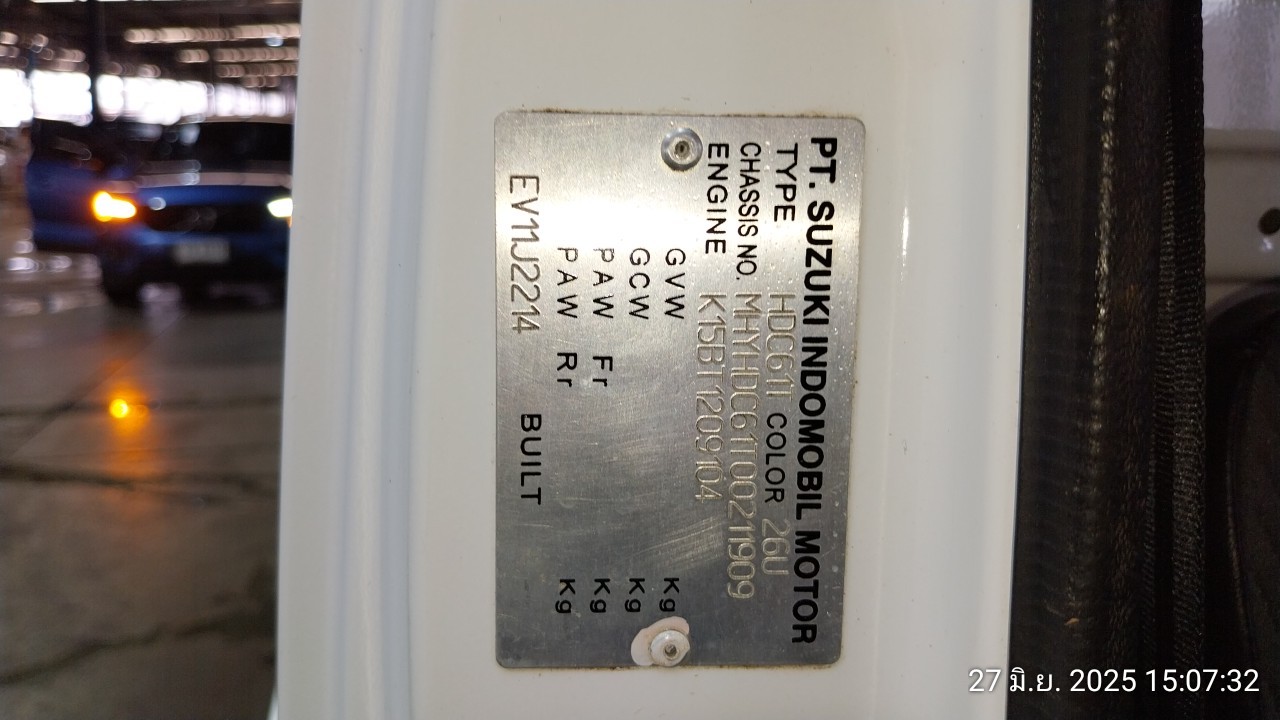 PT. SUZUKI INDOMOBIL MOTOR
TYPE HDC61I COLOR 26U
CHASSIS NO. MHYHDC61T00211909
ENGINE K15BT1209104
GVW Kg
GCW Kg
PAW Fr Kg
PAW Rr Kg
EV11J2214 BUILT
27 มิ.ย. 2025 15:07:32